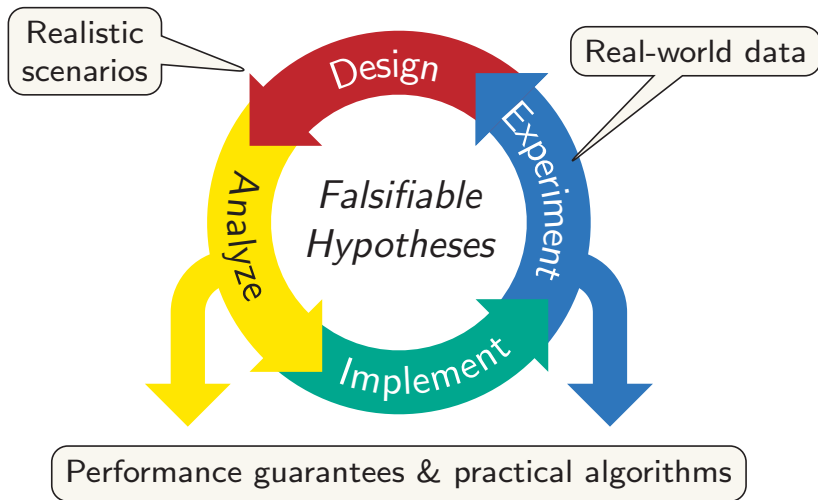 Realistic
scenarios
Design
Real-world data
Experiment
Analyze
Falsifiable
Hypotheses
Implement
Performance guarantees & practical algorithms